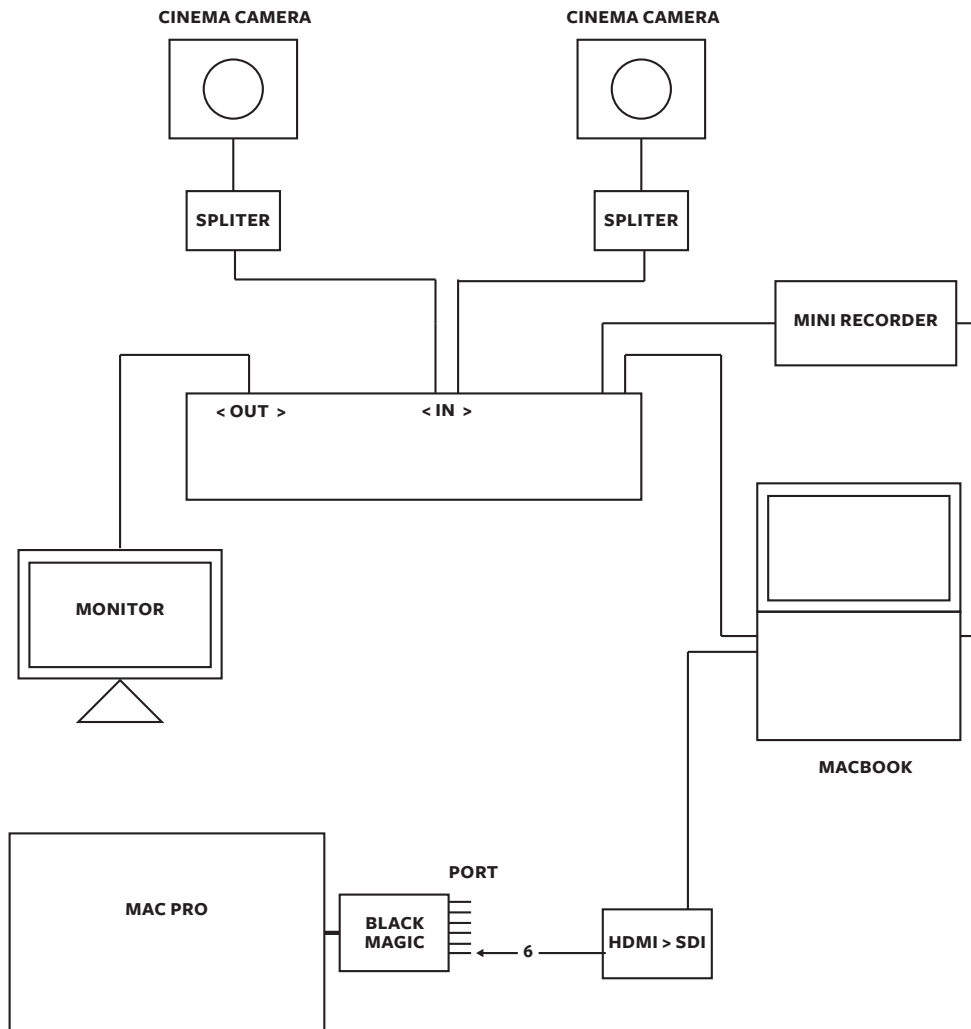 CINEMA CAMERA
CINEMA CAMERA
SPLITER
SPLITER
MINI RECORDER
< OUT >
< IN >
MONITOR
MACBOOK
PORT
MAC PRO
BLACK
MAGIC
6
HDMI > SDI